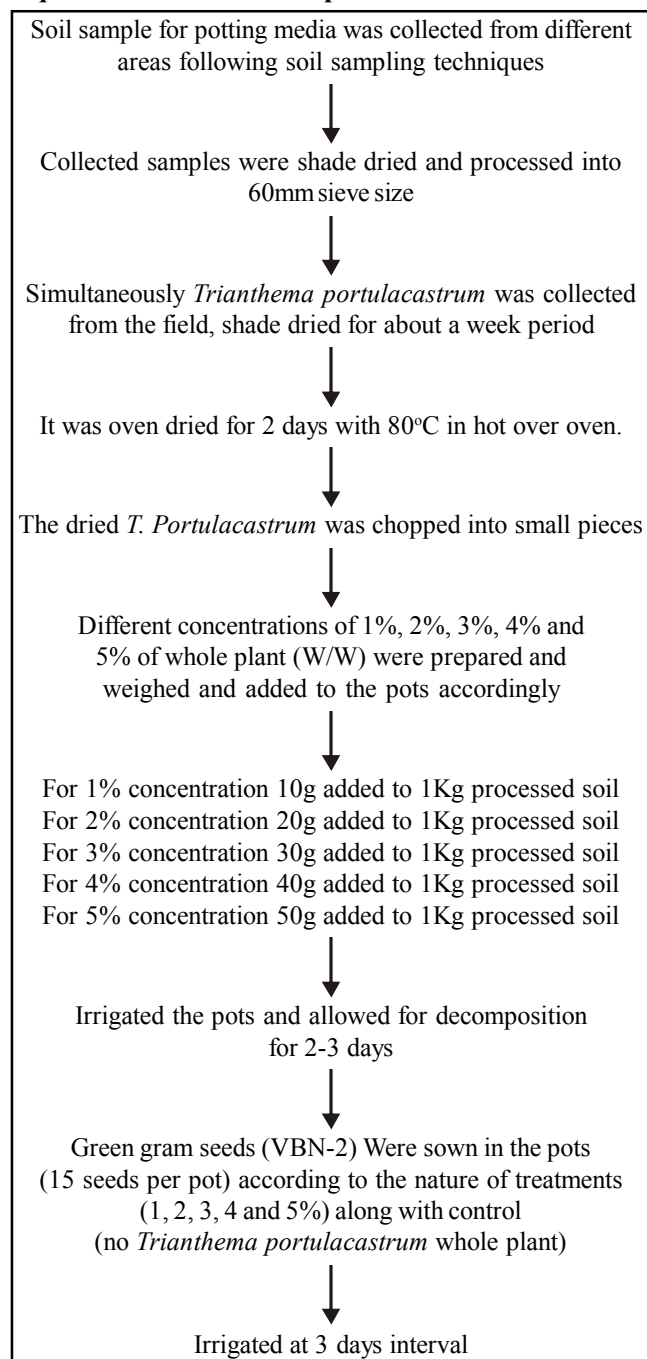 Soil sample for potting media was collected from different
areas following soil sampling techniques
Collected samples were shade dried and processed into
60mm sieve size
Simultaneously Trianthema portulacastrum was collected
from the field, shade dried for about a week period
It was oven dried for 2 days with 80°C in hot over oven.
The dried T. Portulacastrum was chopped into small pieces
Different concentrations of 1%, 2%, 3%, 4% and
5% of whole plant (W/W) were prepared and
weighed and added to the pots accordingly
For 1% concentration 10g added to 1Kg processed soil
For 2% concentration 20g added to 1Kg processed soil
For 3% concentration 30g added to 1Kg processed soil
For 4% concentration 40g added to 1Kg processed soil
For 5% concentration 50g added to 1Kg processed soil
Irrigated the pots and allowed for decomposition
for 2-3 days
Green gram seeds (VBN-2) Were sown in the pots
(15 seeds per pot) according to the nature of treatments
(1, 2, 3, 4 and 5%) along with control
(no Trianthema portulacastrum whole plant)
Irrigated at 3 days interval